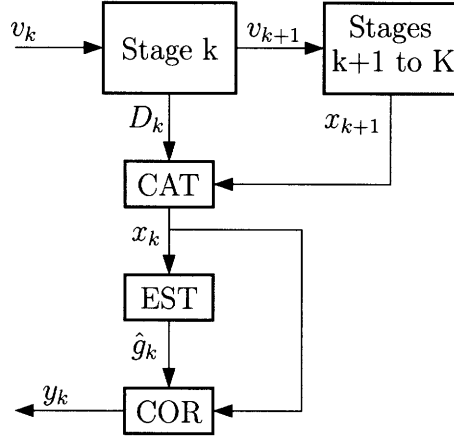 v_k
Stage k
v_{k+1}
Stages
k+1 to K
D_k
x_{k+1}
CAT
x_k
EST
ĝ_k
y_k
COR